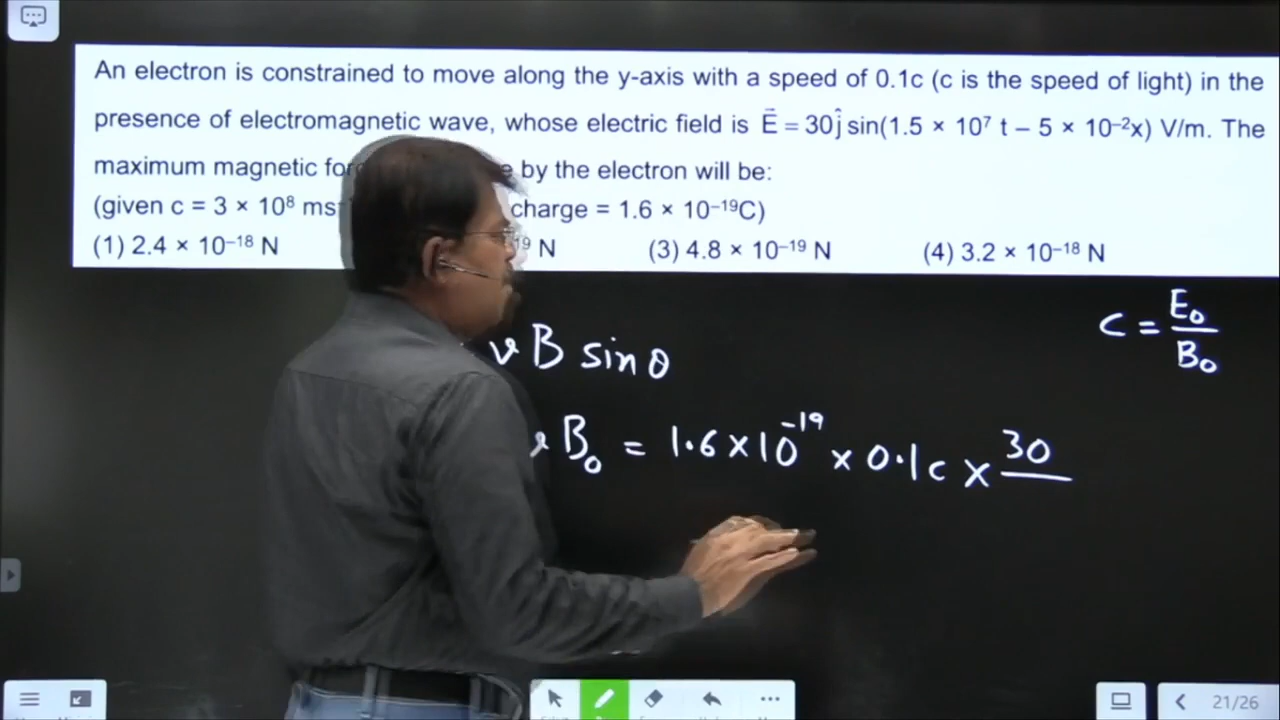 An electron is constrained to move along the y-axis with a speed of 0.1c (c is the speed of light) in the
presence of electromagnetic wave, whose electric field is E⃗ = 30ĵ sin(1.5 × 10⁷ t – 5 × 10⁻²x) V/m. The
maximum magnetic by the electron will be:
(given c = 3 × 10⁸ charge = 1.6 × 10⁻¹⁹C)
(1) 2.4 × 10⁻¹⁸ N N (3) 4.8 × 10⁻¹⁹ N (4) 3.2 × 10⁻¹⁸ N
c = E₀/B₀
v B sin θ
B₀ = 1.6 × 10⁻¹⁹ × 0.1c × 30
21/26